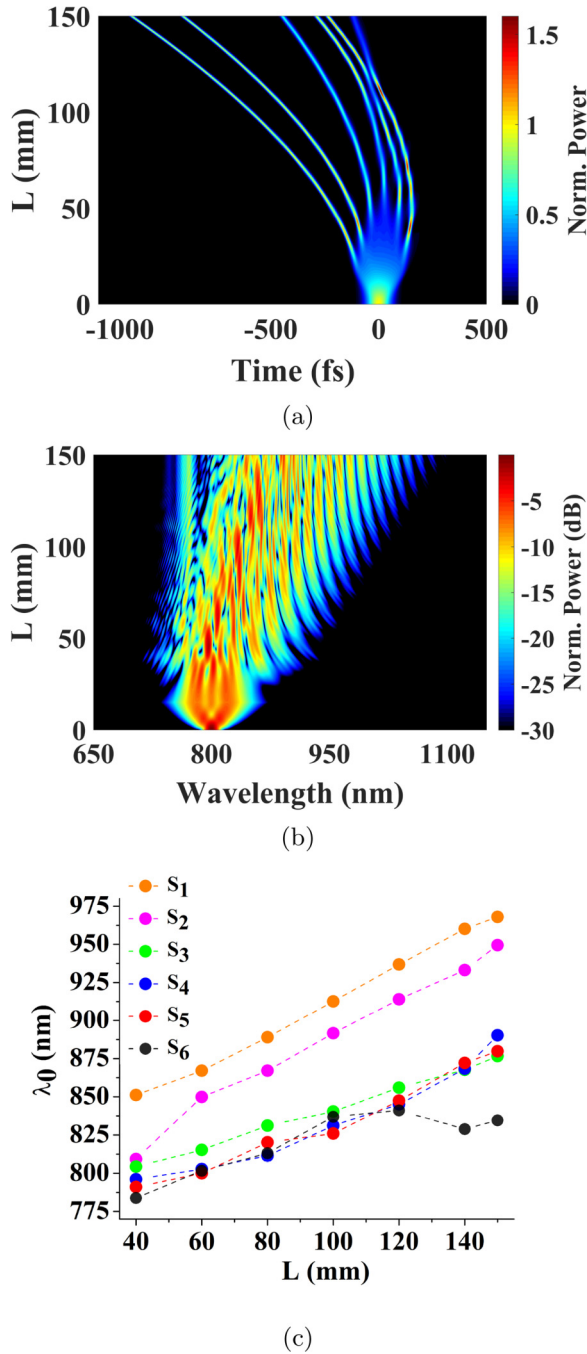 150
100
50
0
L (mm)
-1000
-500
0
500
Time (fs)
1.5
1
0.5
0
Norm. Power
(a)
150
100
50
0
L (mm)
650
800
950
1100
Wavelength (nm)
-5
-10
-15
-20
-25
-30
Norm. Power (dB)
(b)
S1
S2
S3
S4
S5
S6
975
950
925
900
875
850
825
800
775
λ0 (nm)
40
60
80
100
120
140
L (mm)
(c)